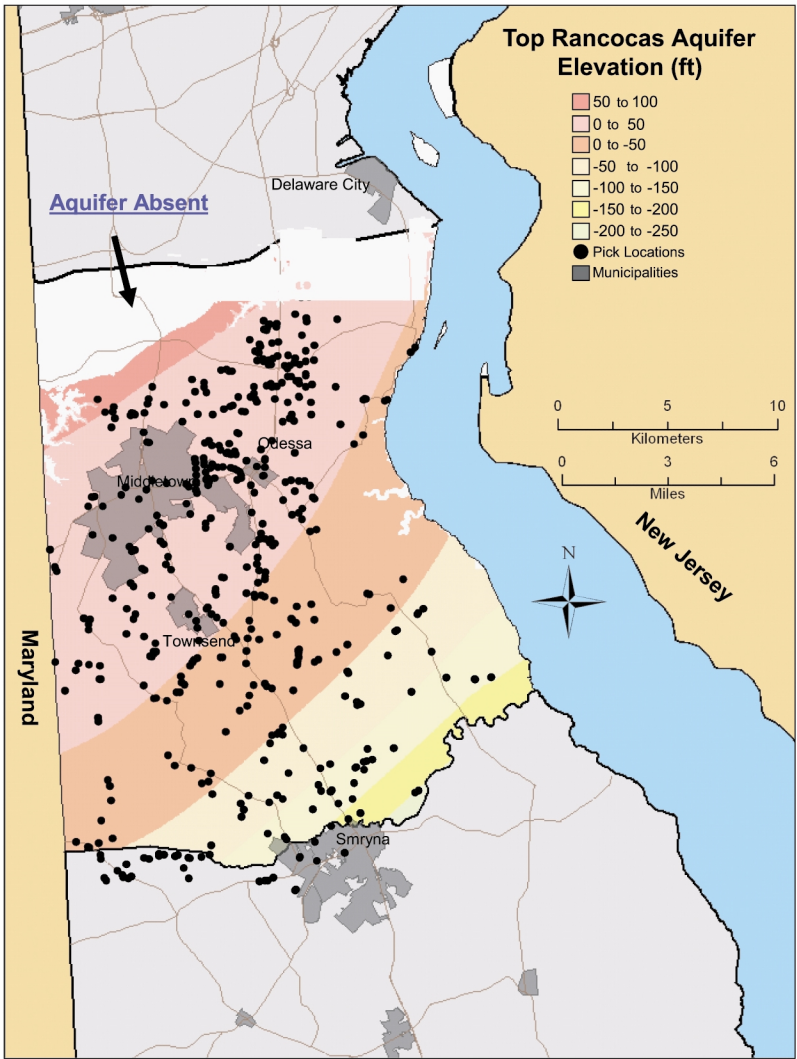 Top Rancocas Aquifer
Elevation (ft)
50 to 100
0 to 50
0 to -50
-50 to -100
-100 to -150
-150 to -200
-200 to -250
Pick Locations
Municipalities
Delaware City
Aquifer Absent
0 5 10
Kilometers
0 3 6
Miles
Odessa
Middletown
New Jersey
N
Townsend
Maryland
Smryna